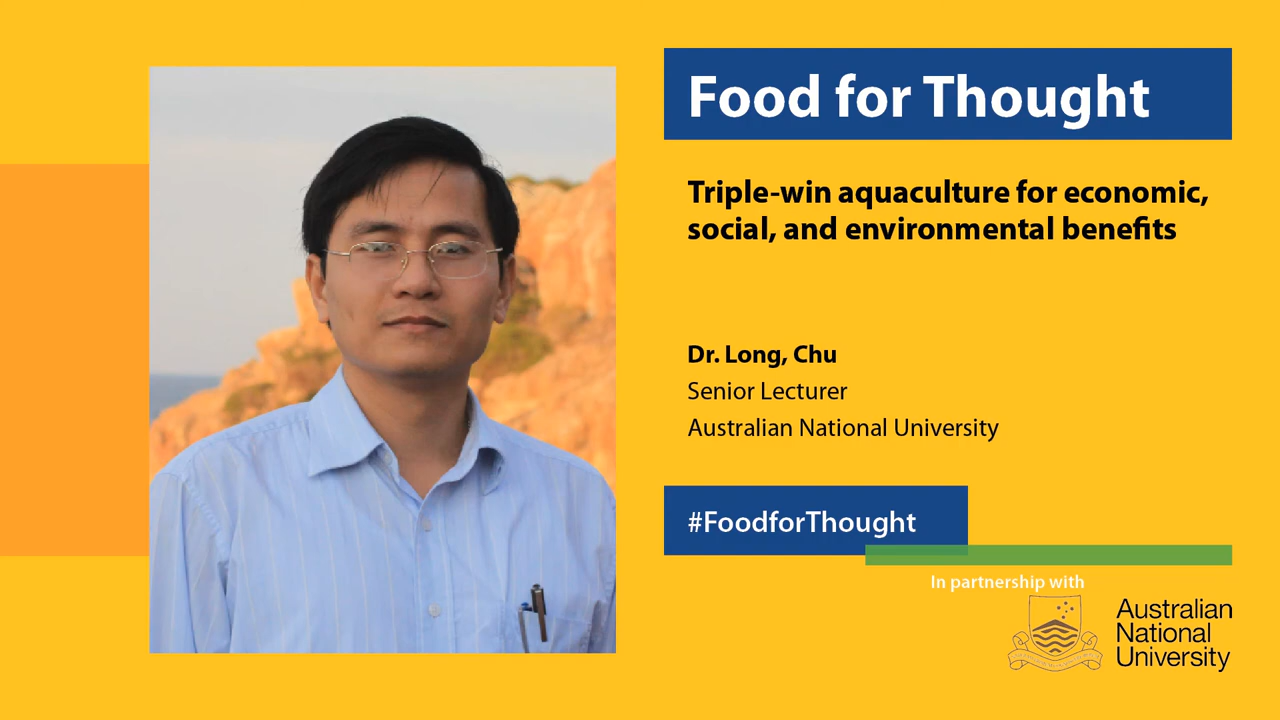 Food for Thought
Triple-win aquaculture for economic,
social, and environmental benefits
Dr. Long, Chu
Senior Lecturer
Australian National University
#FoodforThought
In partnership with
Australian
National
University